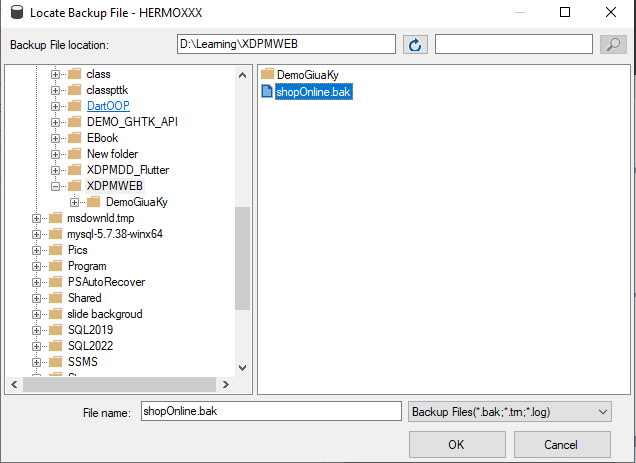 Locate Backup File - HERMOXXX
Backup File location:
D:\Learning\XDPMWEB
class
classpttk
DartOOP
DEMO_GHTK_API
EBook
New folder
XDPMDD_Flutter
XDPMWEB
DemoGiuaKy
msdownld.tmp
mysql-5.7.38-winx64
Pics
Program
PSAutoRecover
Shared
slide backgroud
SQL2019
SQL2022
SSMS
DemoGiuaKy
shopOnline.bak
File name:
shopOnline.bak
Backup Files(*.bak;*.trn;*.log)
OK
Cancel